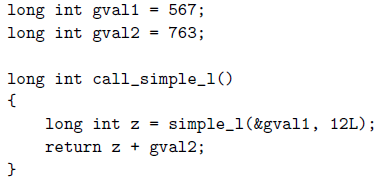 long int gval1 = 567;
long int gval2 = 763;

long int call_simple_l()
{
    long int z = simple_l(&gval1, 12L);
    return z + gval2;
}